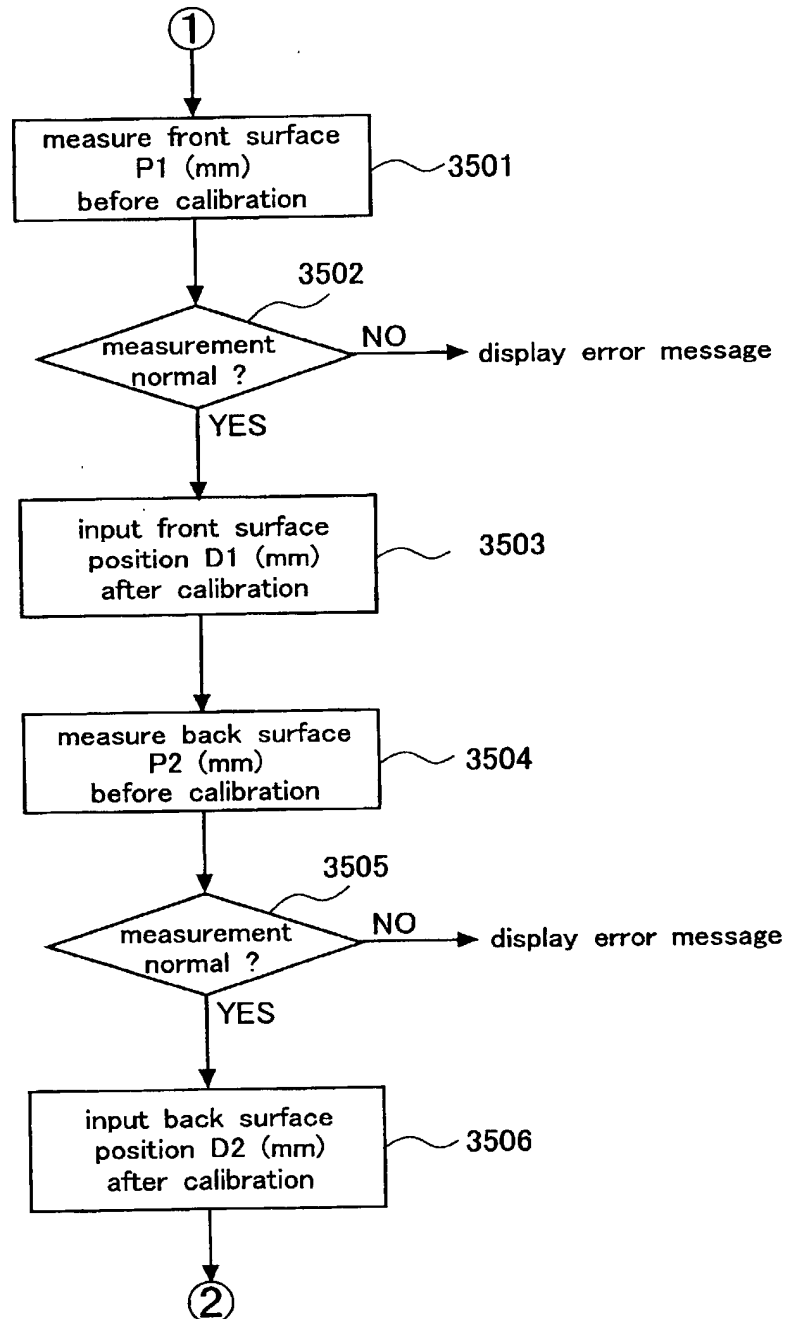 1
measure front surface
P1 (mm)
before calibration
3501
3502
measurement
normal ?
NO
display error message
YES
input front surface
position D1 (mm)
after calibration
3503
measure back surface
P2 (mm)
before calibration
3504
3505
measurement
normal ?
NO
display error message
YES
input back surface
position D2 (mm)
after calibration
3506
2